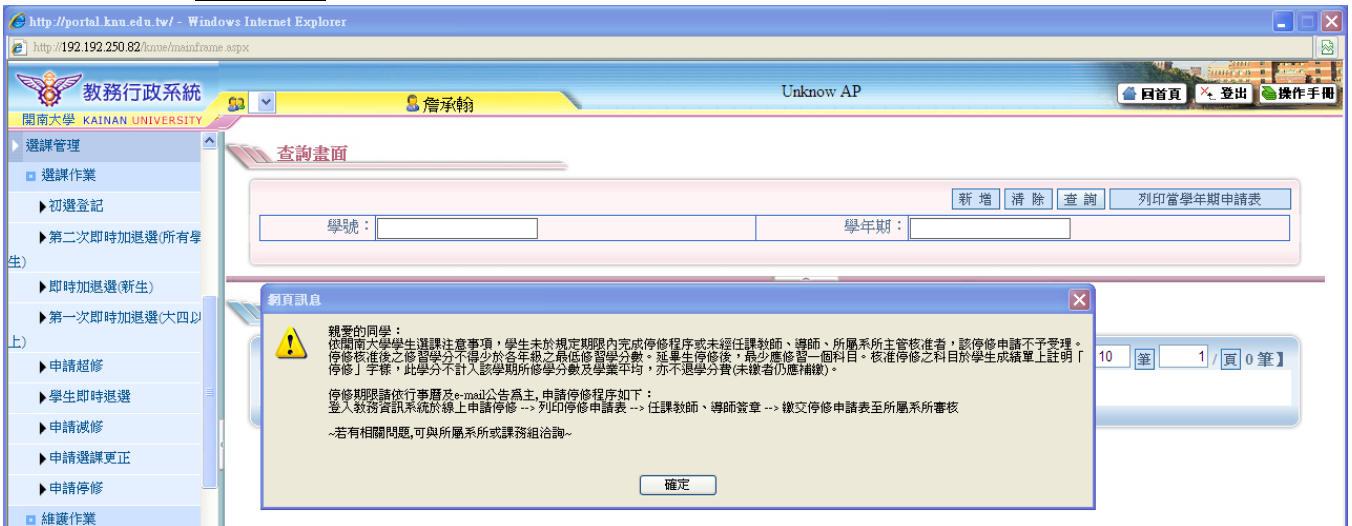 http://portal.knu.edu.tw/ - Windows Internet Explorer
http://192.192.250.82/knue/mainframe.aspx
教務行政系統
開南大學 KAINAN UNIVERSITY
詹承翰
Unknow AP
回首頁 登出 操作手冊
選課管理
選課作業
初選登記
第二次即時加退選(所有學
生)
即時加退選(新生)
第一次即時加退選(大四以
上)
申請超修
學生即時退選
申請減修
申請選課更正
申請停修
維護作業
查詢畫面
新 增 清 除 查 詢 列印當學年期申請表
學號： 學年期：
網頁訊息
親愛的同學：
依開南大學學生選課注意事項，學生未於規定期限內完成停修程序或未經任課教師、導師、所屬系所主管核准者，該停修申請不予受理。
停修核准後之修習學分不得少於各年級之最低修習學分數。延畢生停修後，最少應修習一個科目。核准停修之科目於學生成績單上註明「
停修」字樣，此學分不計入該學期所修學分數及學業平均，亦不退學分費(未繳者仍應補繳)。
停修期限請依行事曆及e-mail公告為主,申請停修程序如下：
登入教務資訊系統於線上申請停修 --> 列印停修申請表 --> 任課教師、導師簽章 --> 繳交停修申請表至所屬系所審核
~若有相關問題,可與所屬系所或課務組洽詢~
確定
10 筆 1 / 頁 0 筆】